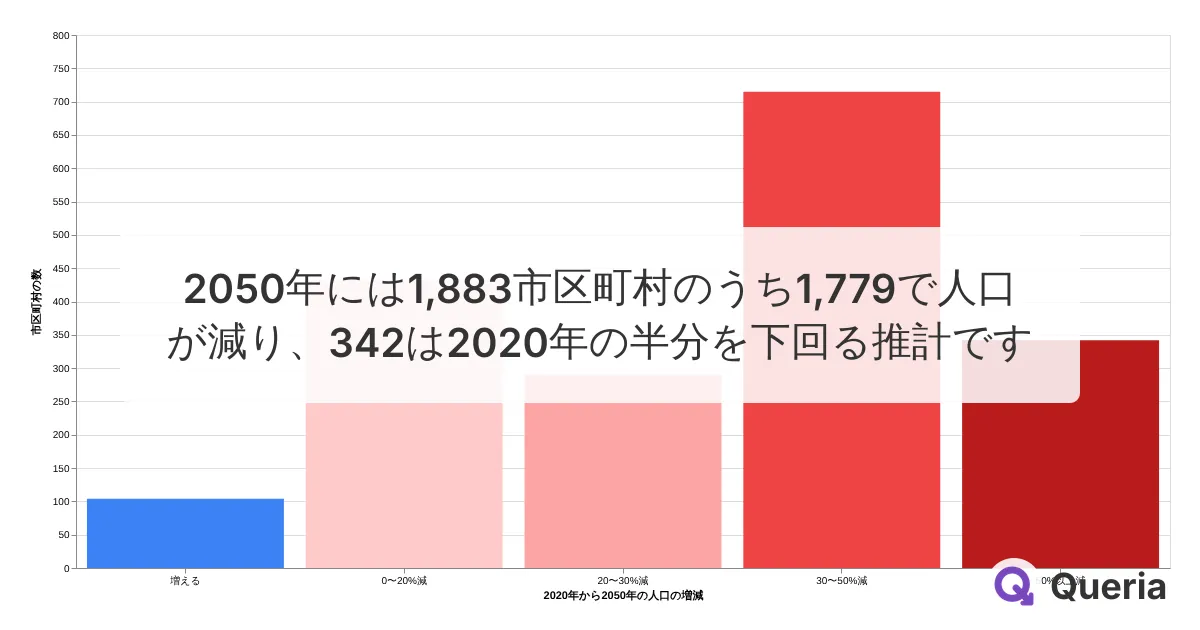 800
750
700
650
600
550
500
450
400
350
300
250
200
150
100
50
0
市区町村の数
2050年には1,883市区町村のうち1,779で人口
が減り、342は2020年の半分を下回る推計です
増える
0〜20%減
20〜30%減
30〜50%減
2020年から2050年の人口の増減
Queria